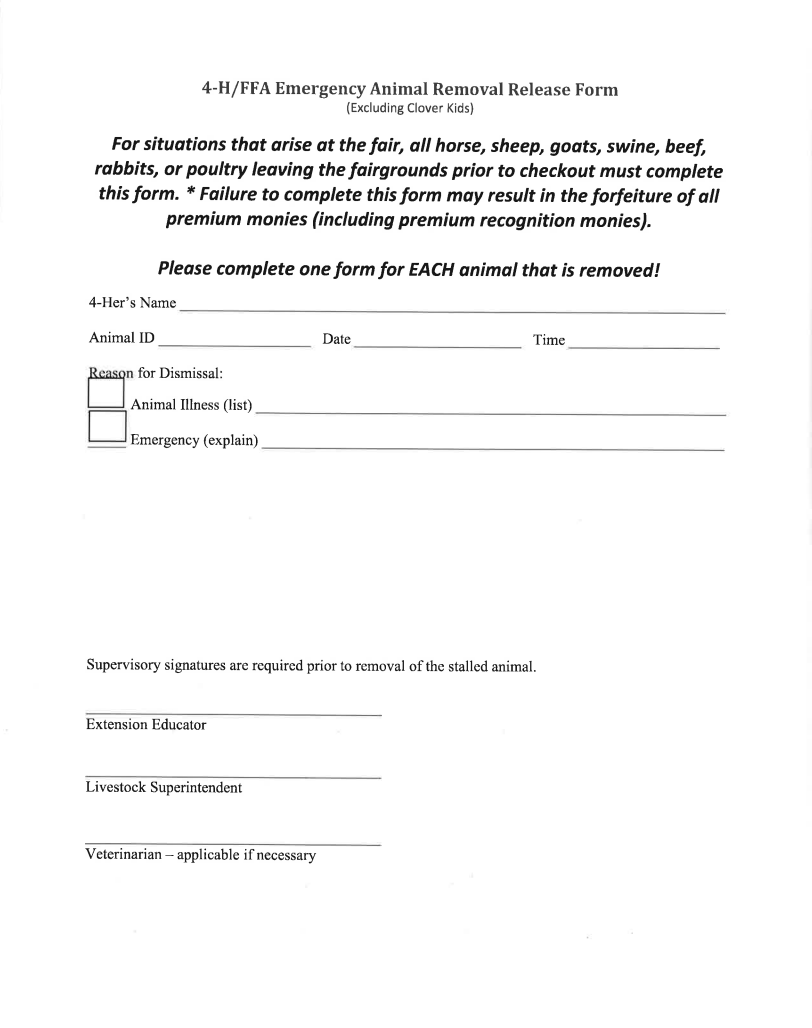 4-H/FFA Emergency Animal Removal Release Form
(Excluding Clover Kids)
For situations that arise at the fair, all horse, sheep, goats, swine, beef,
rabbits, or poultry leaving the fairgrounds prior to checkout must complete
this form. * Failure to complete this form may result in the forfeiture of all
premium monies (including premium recognition monies).
Please complete one form for EACH animal that is removed!
4-Her's Name
Animal ID Date Time
Reason for Dismissal:
Animal Illness (list)
Emergency (explain)
Supervisory signatures are required prior to removal of the stalled animal.
Extension Educator
Livestock Superintendent
Veterinarian – applicable if necessary